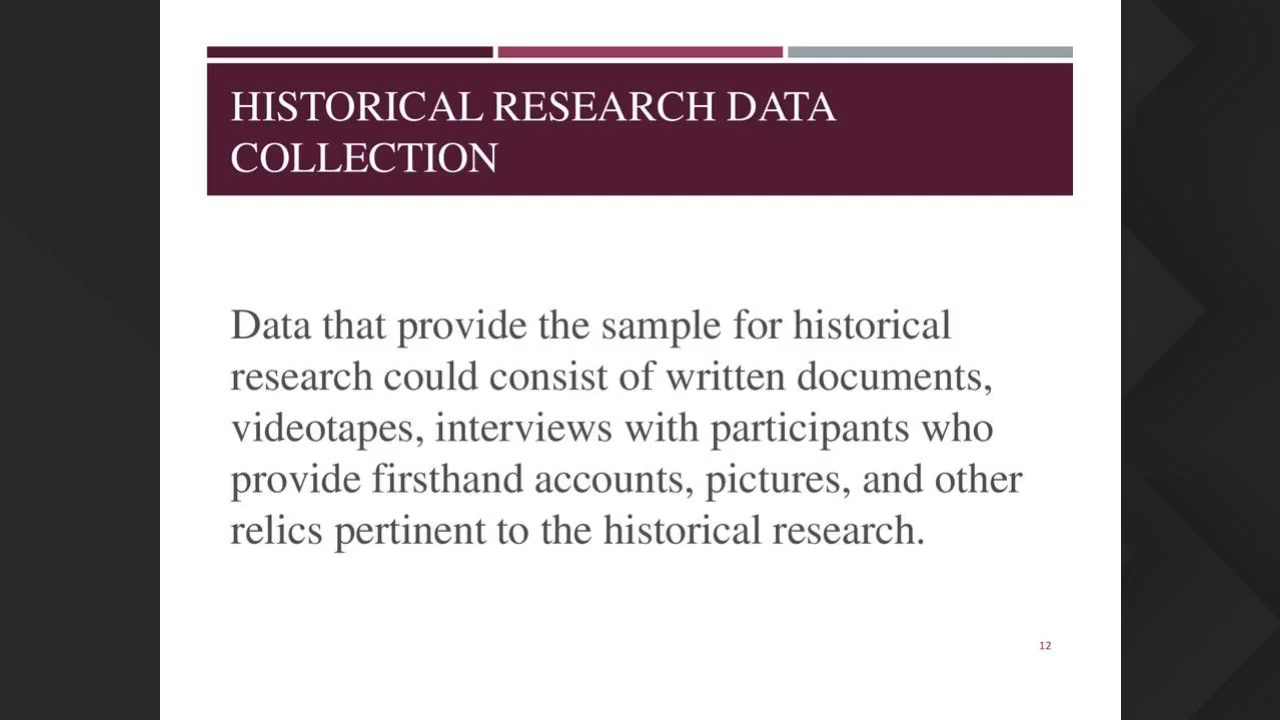 HISTORICAL RESEARCH DATA
COLLECTION
Data that provide the sample for historical
research could consist of written documents,
videotapes, interviews with participants who
provide firsthand accounts, pictures, and other
relics pertinent to the historical research.
12